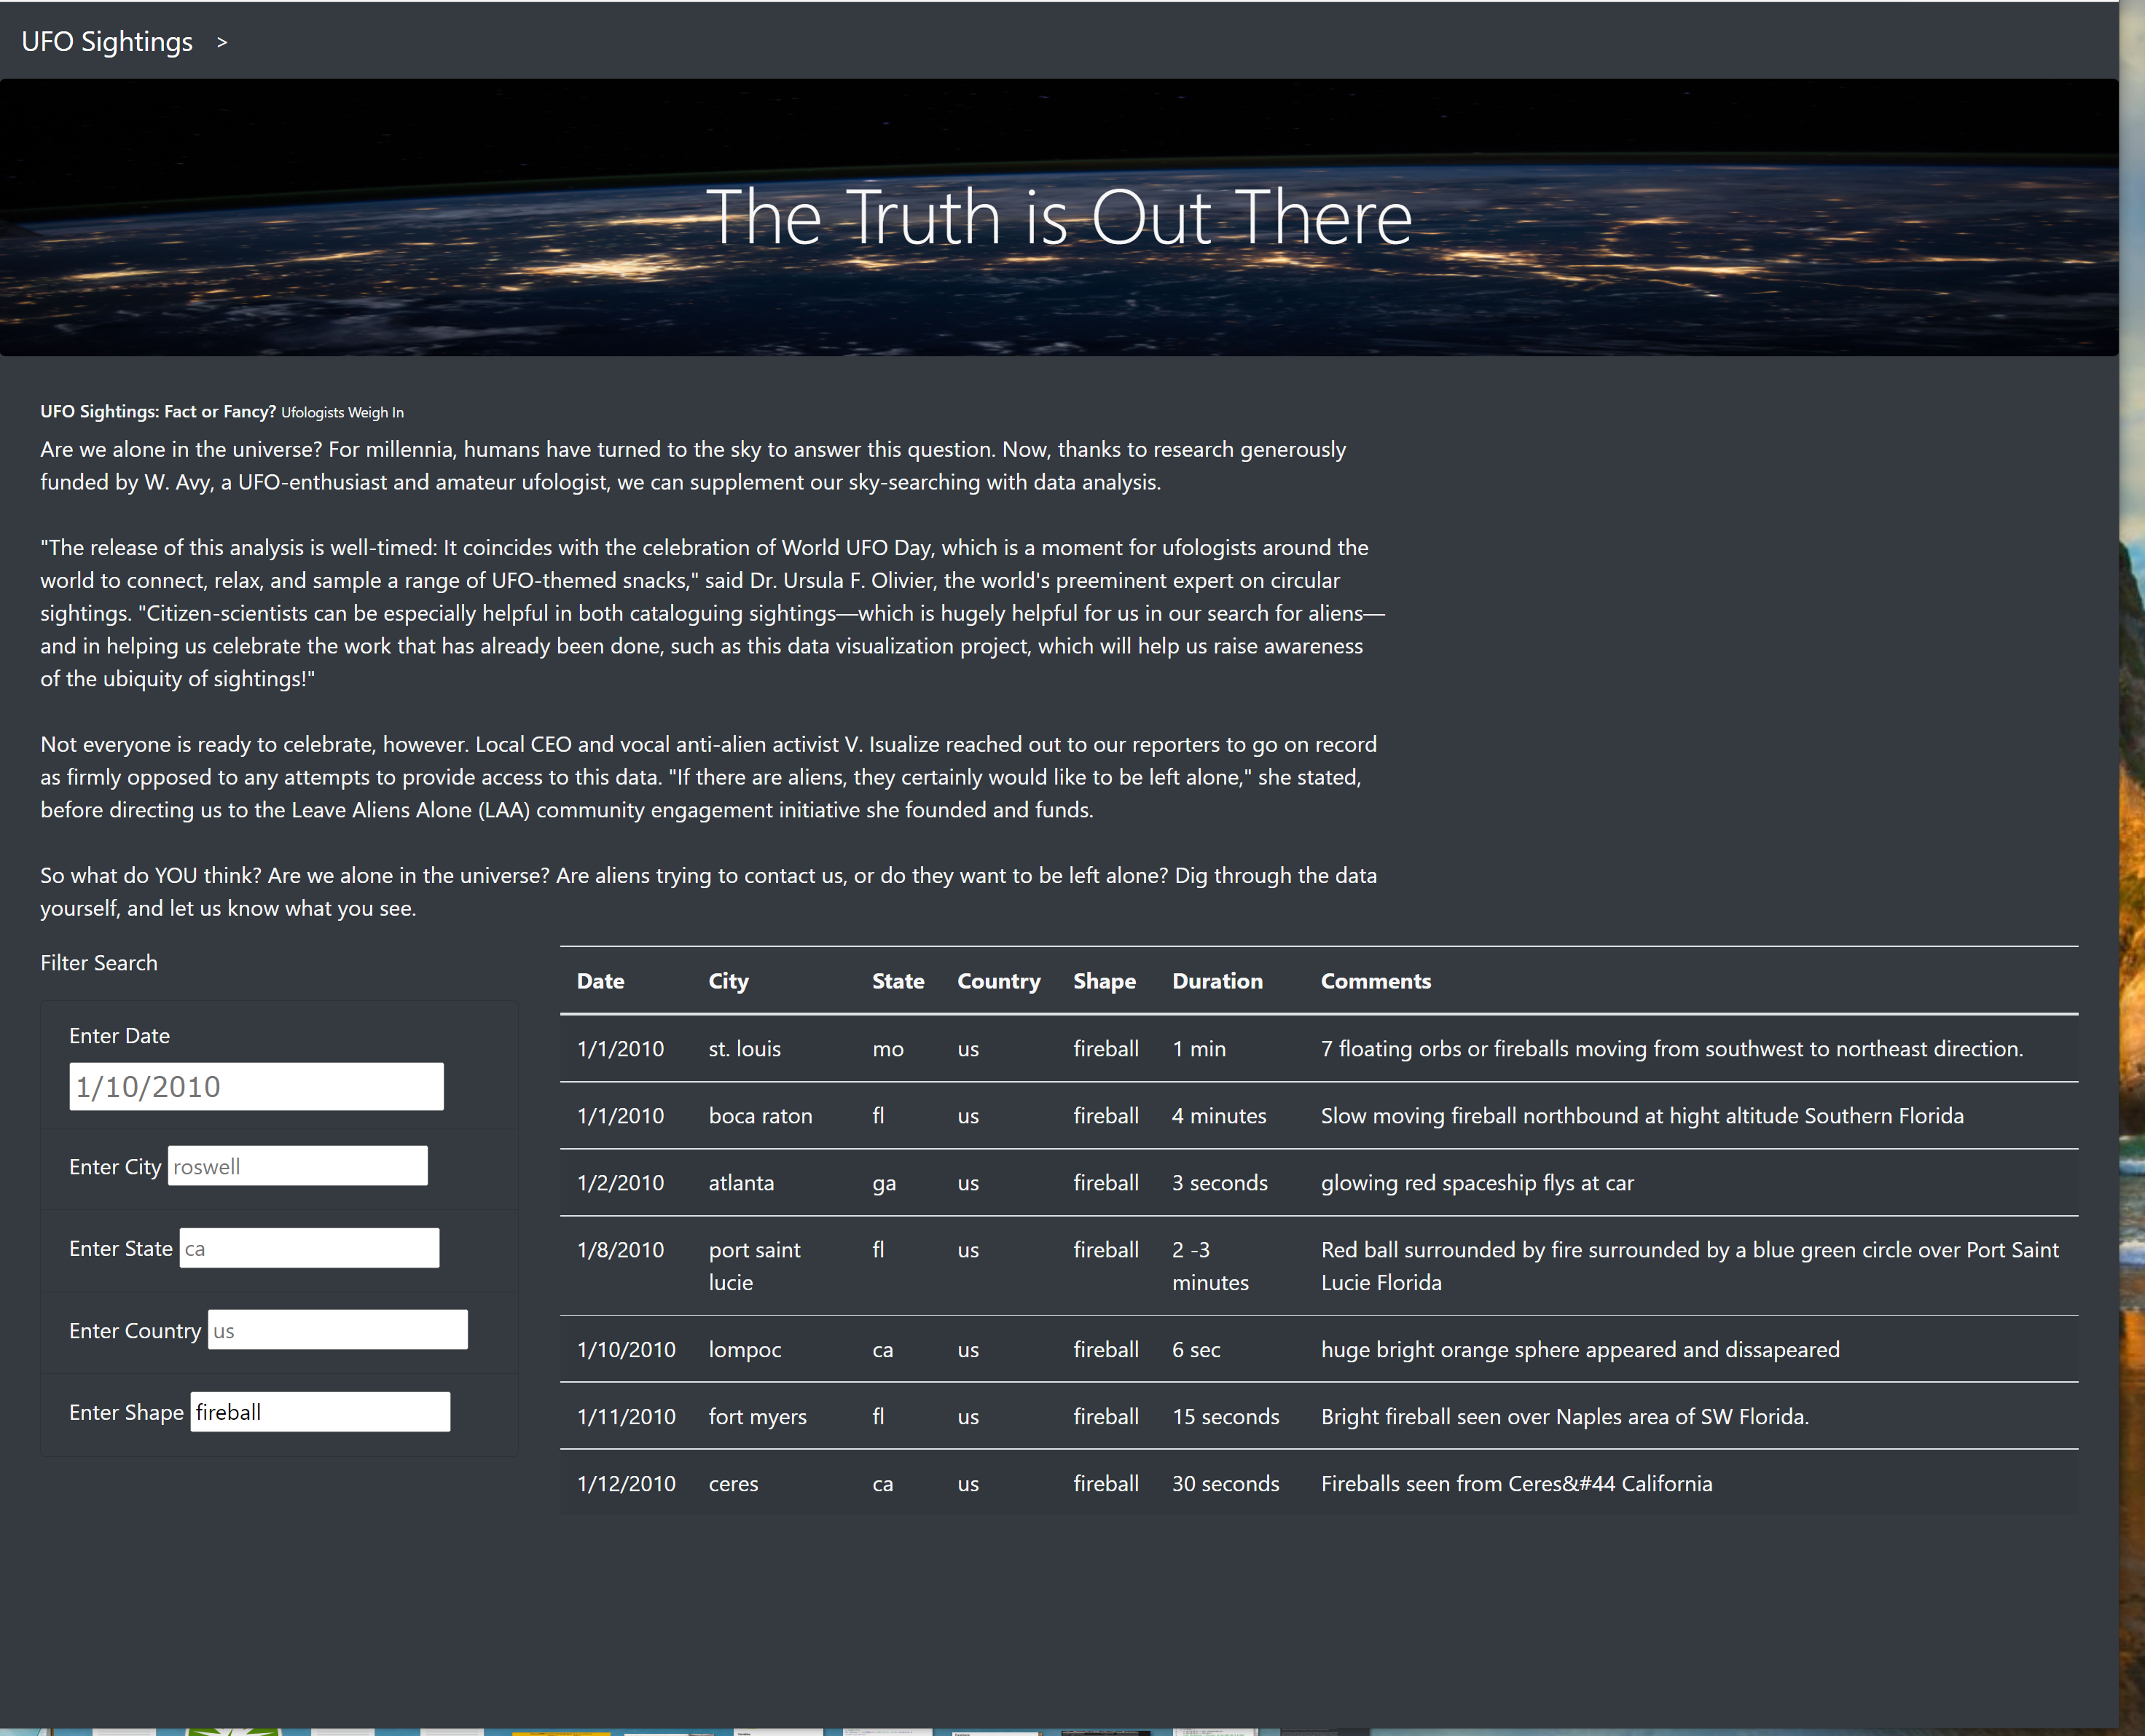 UFO Sightings >
The Truth is Out There
UFO Sightings: Fact or Fancy? Ufologists Weigh In
Are we alone in the universe? For millennia, humans have turned to the sky to answer this question. Now, thanks to research generously
funded by W. Avy, a UFO-enthusiast and amateur ufologist, we can supplement our sky-searching with data analysis.
"The release of this analysis is well-timed: It coincides with the celebration of World UFO Day, which is a moment for ufologists around the
world to connect, relax, and sample a range of UFO-themed snacks," said Dr. Ursula F. Olivier, the world's preeminent expert on circular
sightings. "Citizen-scientists can be especially helpful in both cataloguing sightings—which is hugely helpful for us in our search for aliens—
and in helping us celebrate the work that has already been done, such as this data visualization project, which will help us raise awareness
of the ubiquity of sightings!"
Not everyone is ready to celebrate, however. Local CEO and vocal anti-alien activist V. Isualize reached out to our reporters to go on record
as firmly opposed to any attempts to provide access to this data. "If there are aliens, they certainly would like to be left alone," she stated,
before directing us to the Leave Aliens Alone (LAA) community engagement initiative she founded and funds.
So what do YOU think? Are we alone in the universe? Are aliens trying to contact us, or do they want to be left alone? Dig through the data
yourself, and let us know what you see.
Filter Search
Enter Date
1/10/2010
Enter City roswell
Enter State ca
Enter Country us
Enter Shape fireball
Date City State Country Shape Duration Comments
1/1/2010 st. louis mo us fireball 1 min 7 floating orbs or fireballs moving from southwest to northeast direction.
1/1/2010 boca raton fl us fireball 4 minutes Slow moving fireball northbound at hight altitude Southern Florida
1/2/2010 atlanta ga us fireball 3 seconds glowing red spaceship flys at car
1/8/2010 port saint fl us fireball 2 -3 Red ball surrounded by fire surrounded by a blue green circle over Port Saint
lucie minutes Lucie Florida
1/10/2010 lompoc ca us fireball 6 sec huge bright orange sphere appeared and dissapeared
1/11/2010 fort myers fl us fireball 15 seconds Bright fireball seen over Naples area of SW Florida.
1/12/2010 ceres ca us fireball 30 seconds Fireballs seen from Ceres&#44 California